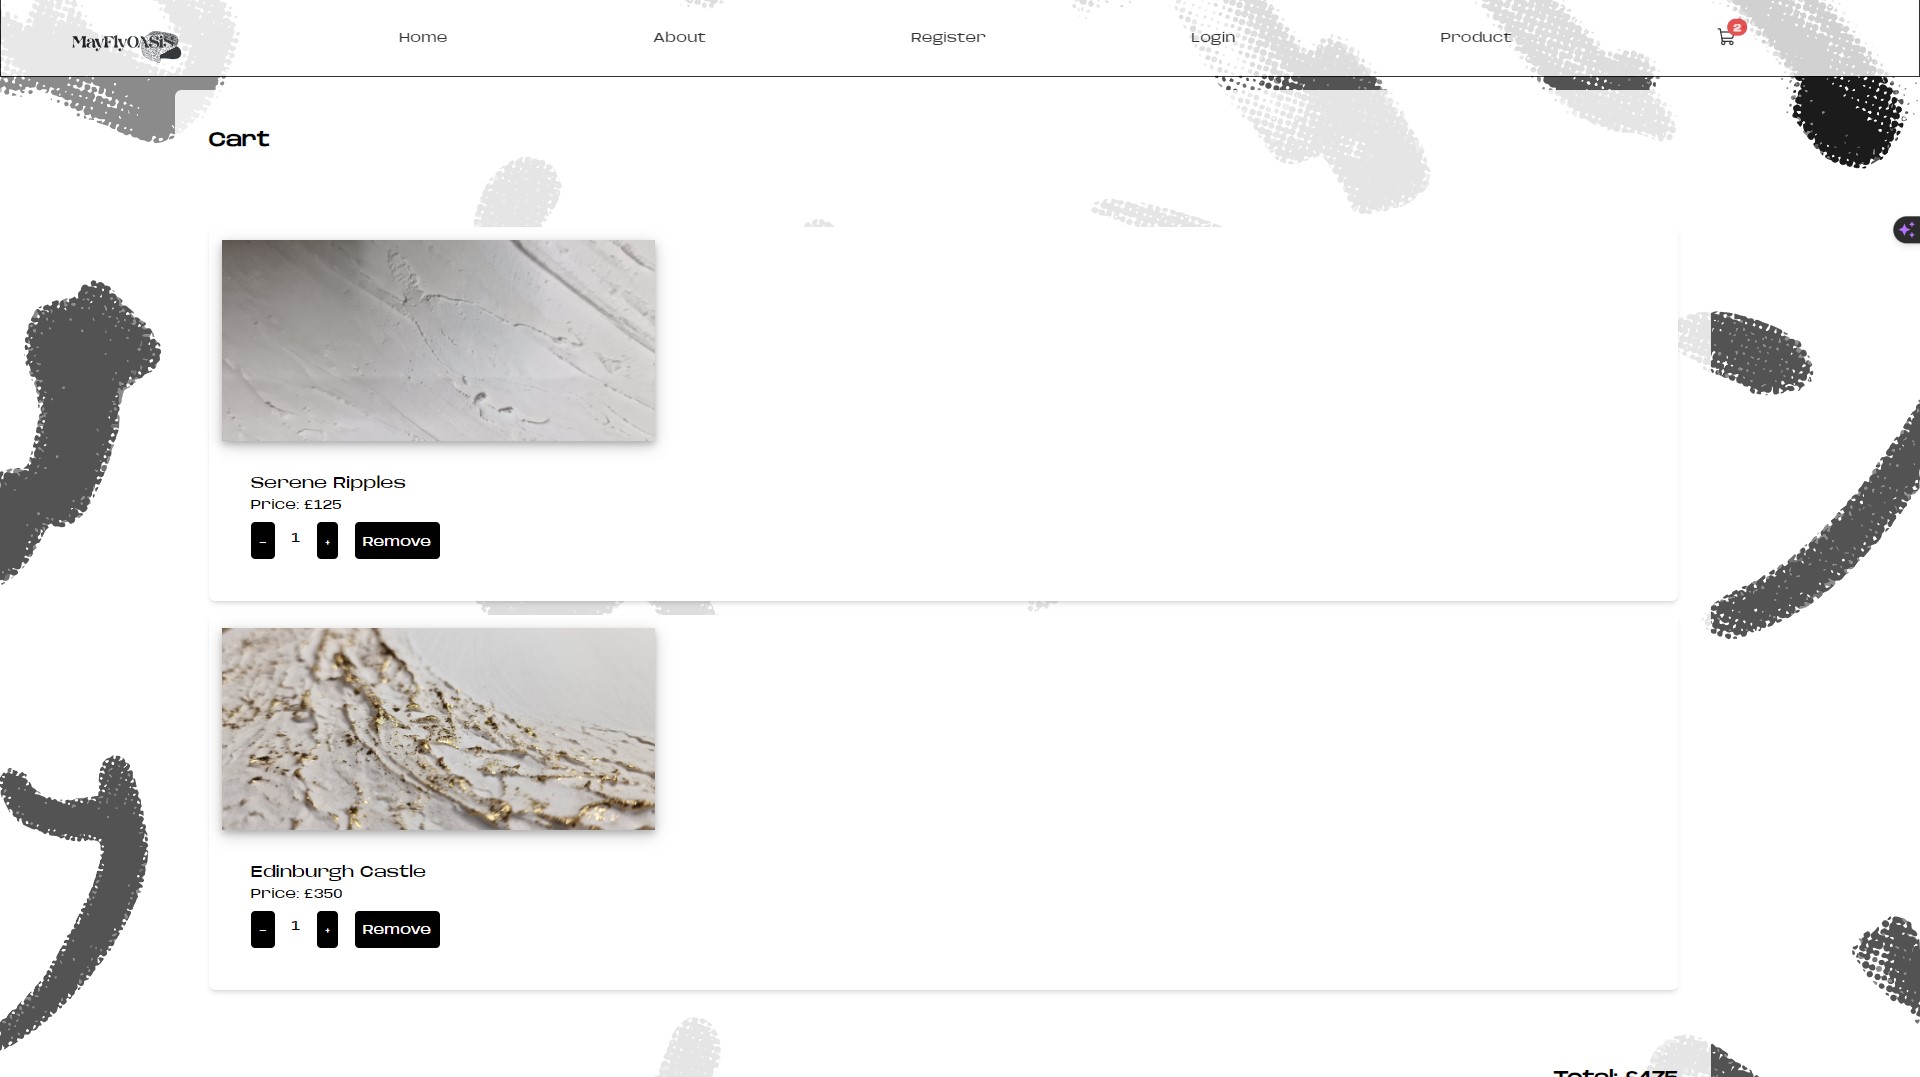 MayFlyOASiS
Home
About
Register
Login
Product
2
Cart
Serene Ripples
Price: £125
-
1
+
Remove
Edinburgh Castle
Price: £350
-
1
+
Remove
Total: £475